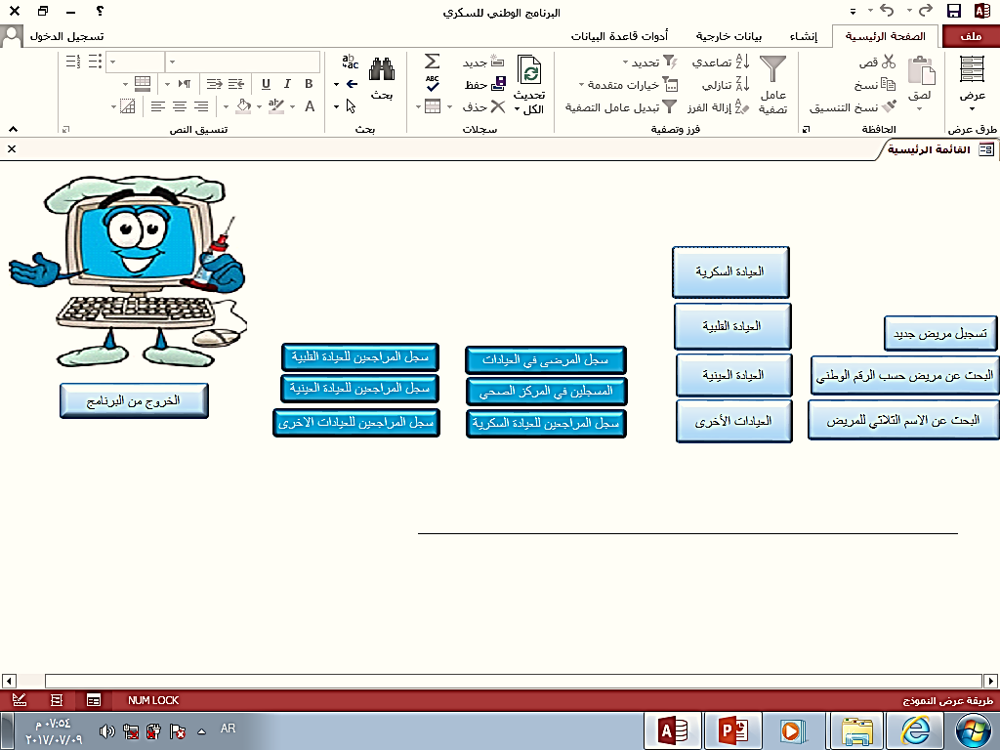 البرنامج الوطني للسكري
?
ملف
الصفحة الرئيسية
إنشاء
بيانات خارجية
أدوات قاعدة البيانات
تسجيل الدخول
عرض
طرق عرض
لصق
قص
نسخ
نسخ التنسيق
الحافظة
عامل
تصفية
تصاعدي
تنازلي
إزالة الفرز
تحديد
خيارات متقدمة
تبديل عامل التصفية
فرز وتصفية
تحديث
الكل
جديد
حفظ
حذف
سجلات
ABC
بحث
ab
ac
بحث
B I U
A
تنسيق النص
القائمة الرئيسية
العيادة السكرية
العيادة القلبية
العيادة العينية
العيادات الأخرى
تسجيل مريض جديد
البحث عن مريض حسب الرقم الوطني
البحث عن الاسم الثلاثي للمريض
سجل المرضى في العيادات
المسجلين في المركز الصحي
سجل المراجعين للعيادة السكرية
سجل المراجعين للعيادة القلبية
سجل المراجعين للعيادة العينية
سجل المراجعين للعيادات الاخرى
الخروج من البرنامج
طريقة عرض النموذج
NUM LOCK
AR
٠٧:٥٤ م
٢٠١٧/٠٧/٠٩